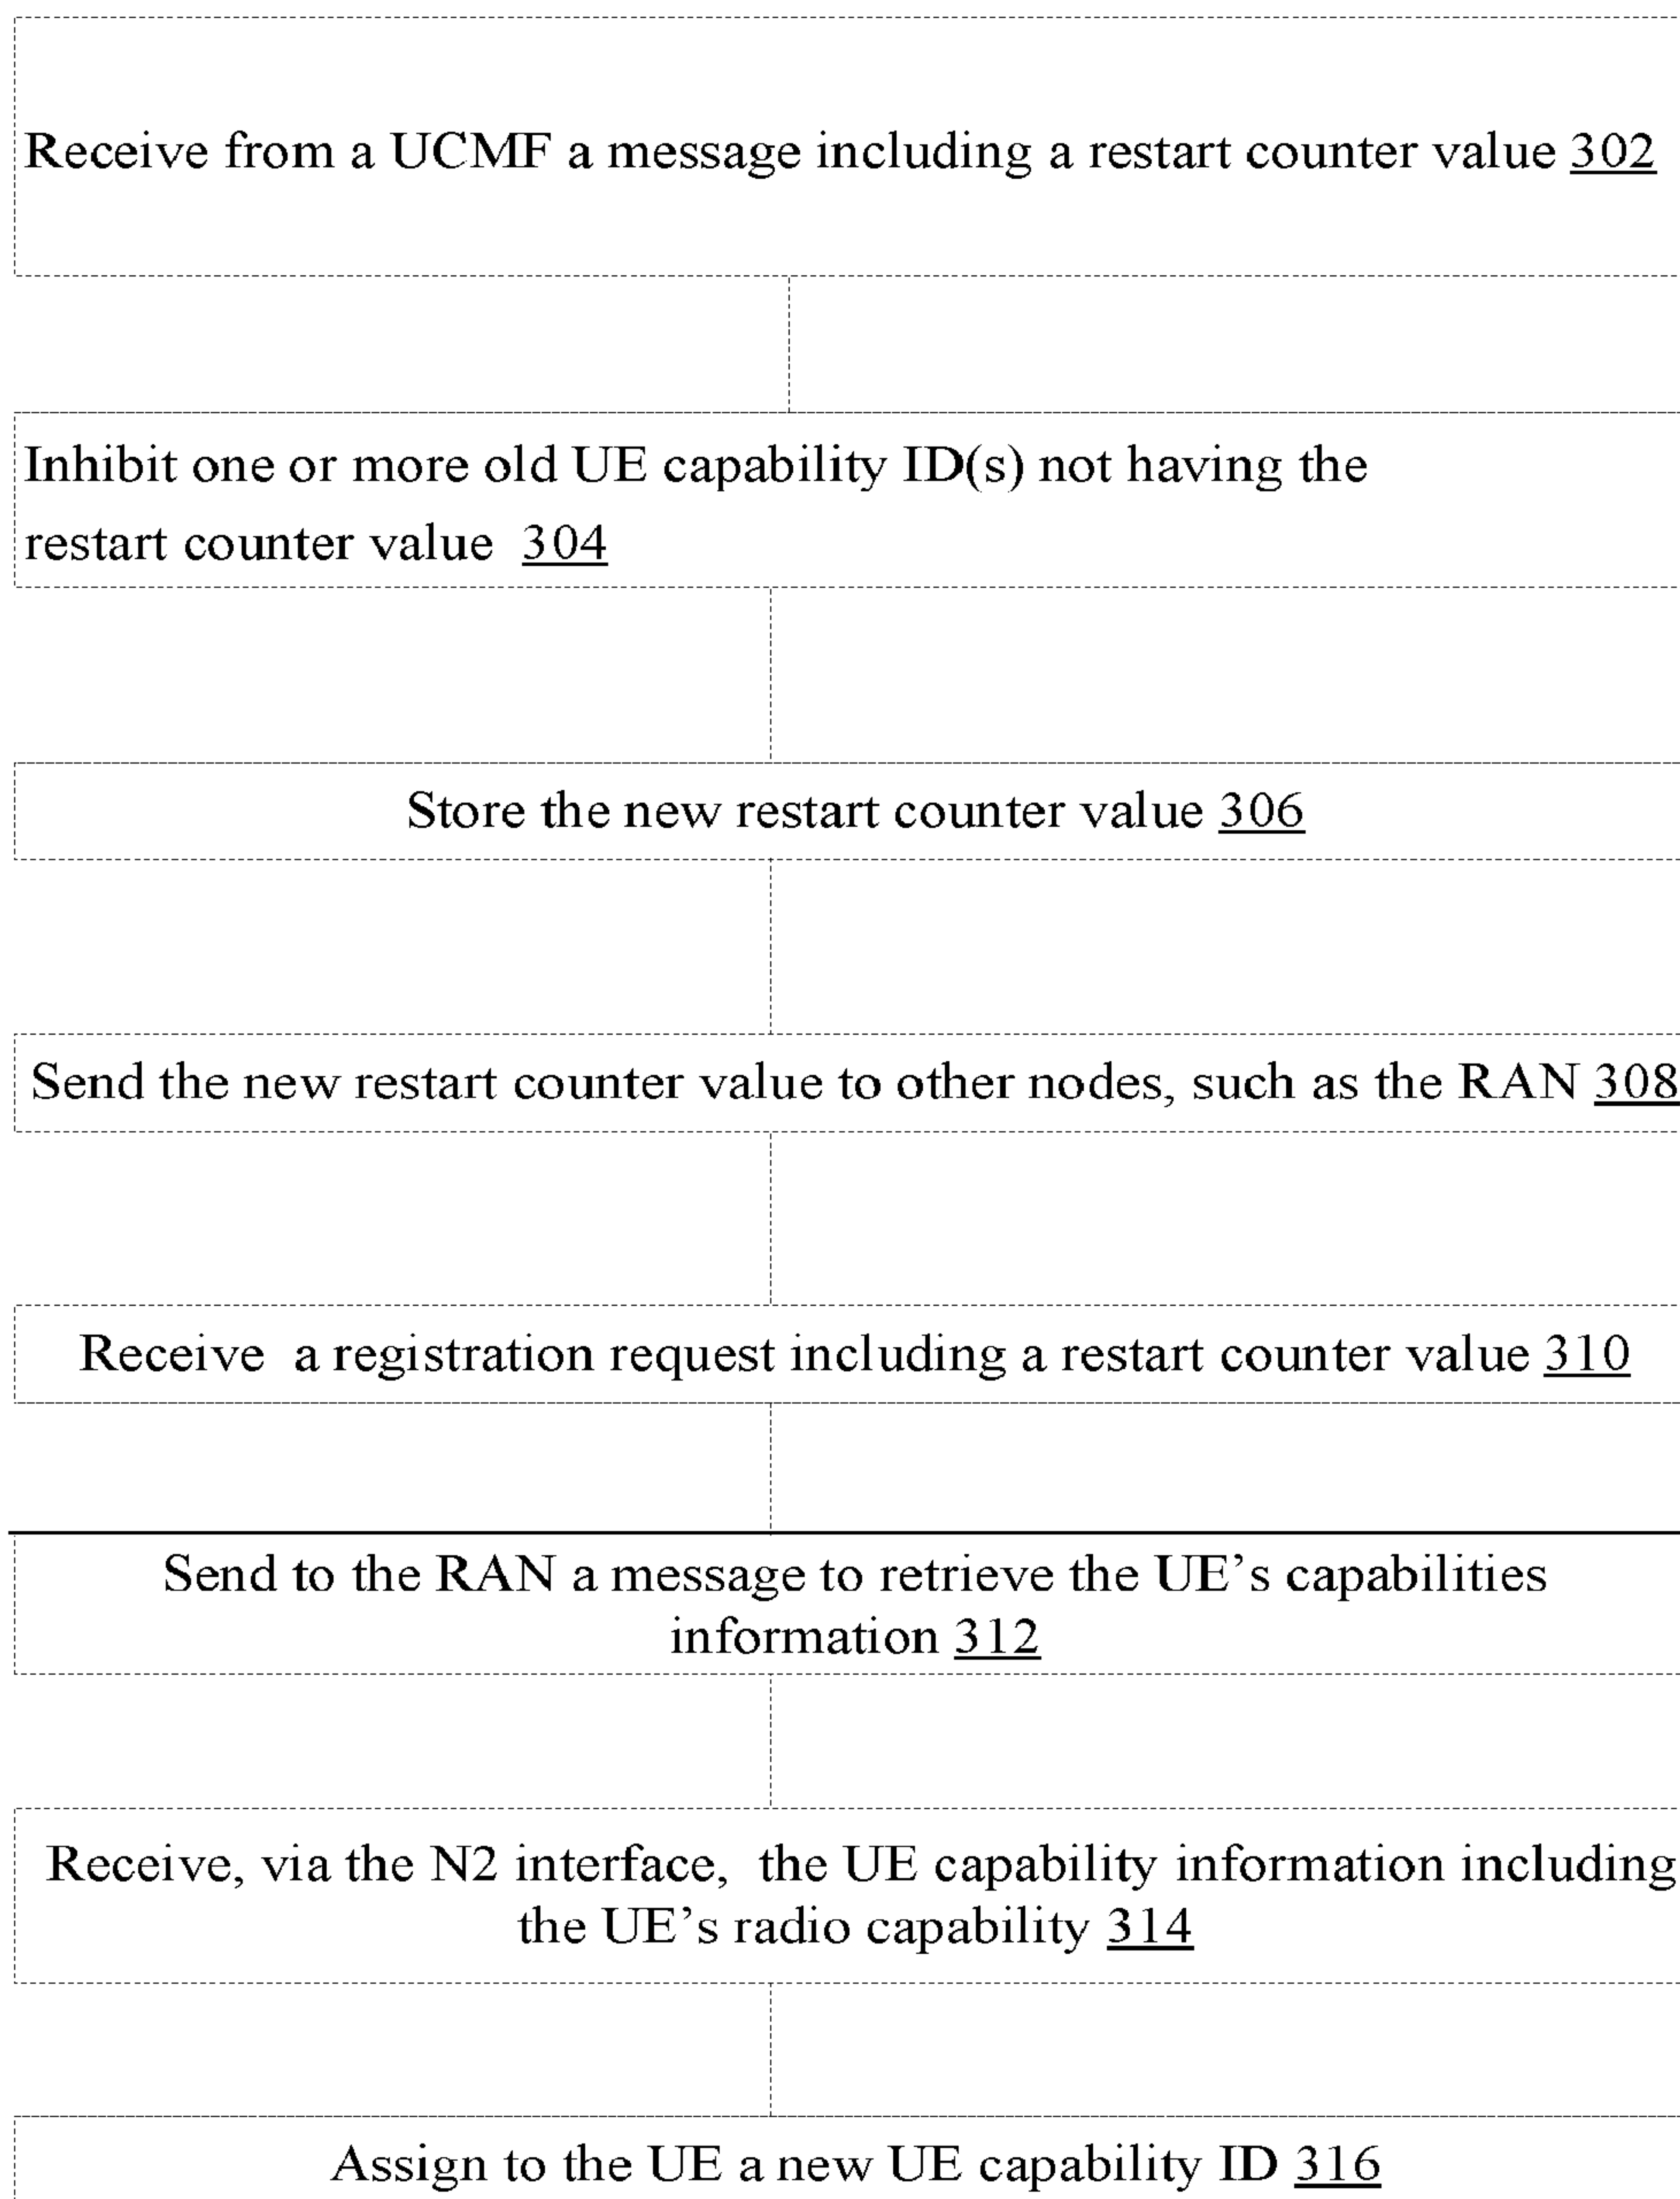 Receive from a UCMF a message including a restart counter value 302
Inhibit one or more old UE capability ID(s) not having the
restart counter value 304
Store the new restart counter value 306
Send the new restart counter value to other nodes, such as the RAN 308
Receive a registration request including a restart counter value 310
Send to the RAN a message to retrieve the UE’s capabilities
information 312
Receive, via the N2 interface, the UE capability information including
the UE’s radio capability 314
Assign to the UE a new UE capability ID 316